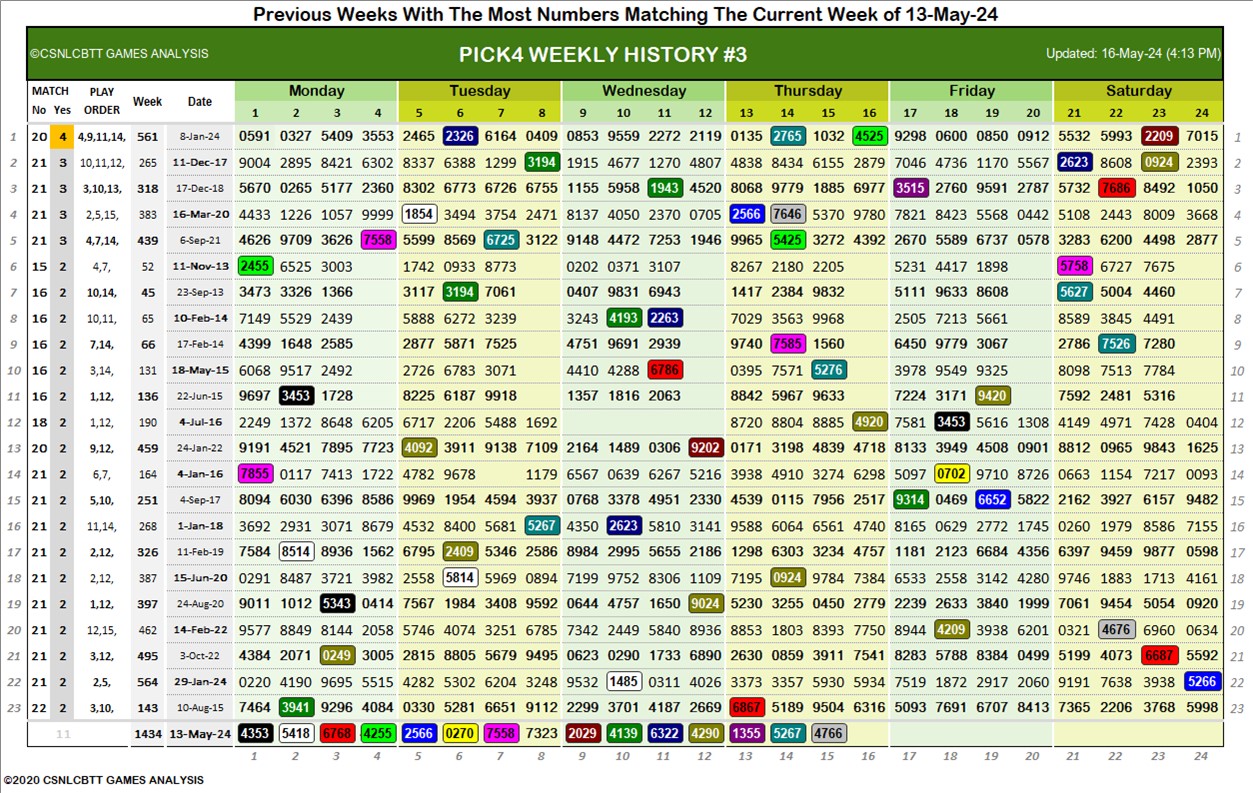 Previous Weeks With The Most Numbers Matching The Current Week of 13-May-24
©CSNLCBTT GAMES ANALYSIS PICK4 WEEKLY HISTORY #3 Updated: 16-May-24 (4:13 PM)
MATCH PLAY Week Date Monday Tuesday Wednesday Thursday Friday Saturday
No Yes ORDER 1 2 3 4 5 6 7 8 9 10 11 12 13 14 15 16 17 18 19 20 21 22 23 24
1 20 4 4,9,11,14, 561 8-Jan-24 0591 0327 5409 3553 2465 2326 6164 0409 0853 9559 2272 2119 0135 2765 1032 4525 9298 0600 0850 0912 5532 5993 2209 7015 1
2 21 3 10,11,12, 265 11-Dec-17 9004 2895 8421 6302 8337 6388 1299 3194 1915 4677 1270 4807 4838 8434 6155 2879 7046 4736 1170 5567 2623 8608 0924 2393 2
3 21 3 3,10,13, 318 17-Dec-18 5670 0265 5177 2360 8302 6773 6726 6755 1155 5958 1943 4520 8068 9779 1885 6977 3515 2760 9591 2787 5732 7686 8492 1050 3
4 21 3 2,5,15, 383 16-Mar-20 4433 1226 1057 9999 1854 3494 3754 2471 8137 4050 2370 0705 2566 7646 5370 9780 7821 8423 5568 0442 5108 2443 8009 3668 4
5 21 3 4,7,14, 439 6-Sep-21 4626 9709 3626 7558 5599 8569 6725 3122 9148 4472 7253 1946 9965 5425 3272 4392 2670 5589 6737 0578 3283 6200 4498 2877 5
6 15 2 4,7, 52 11-Nov-13 2455 6525 3003 1742 0933 8773 0202 0371 3107 8267 2180 2205 5231 4417 1898 5758 6727 7675 6
7 16 2 10,14, 45 23-Sep-13 3473 3326 1366 3117 3194 7061 0407 9831 6943 1417 2384 9832 5111 9633 8608 5627 5004 4460 7
8 16 2 10,11, 65 10-Feb-14 7149 5529 2439 5888 6272 3239 3243 4193 2263 7029 3563 9968 2505 7213 5661 8589 3845 4491 8
9 16 2 7,14, 66 17-Feb-14 4399 1648 2585 2877 5871 7525 4751 9691 2939 9740 7585 1560 6450 9779 3067 2786 7526 7280 9
10 16 2 3,14, 131 18-May-15 6068 9517 2492 2726 6783 3071 4410 4288 6786 0395 7571 5276 3978 9549 9325 8098 7513 7784 10
11 16 2 1,12, 136 22-Jun-15 9697 3453 1728 8225 6187 9918 1357 1816 2063 8842 5967 9633 7224 3171 9420 7592 2481 5316 11
12 18 2 1,12, 190 4-Jul-16 2249 1372 8648 6205 6717 2206 5488 1692 8720 8804 8835 4920 7581 3453 5616 1308 4149 4971 7428 0404 12
13 20 2 9,12, 459 24-Jan-22 9191 4521 7895 7723 4092 3911 9138 7109 2164 1489 0306 9202 0171 3198 4839 4715 8133 3949 4508 0901 8812 0965 9843 1625 13
14 21 2 6,7, 164 4-Jan-16 7855 0117 7413 1722 4782 9678 1179 6567 0639 6267 5216 3938 4910 3274 6298 5097 0702 9710 8726 0663 1154 7217 0093 14
15 21 2 5,10, 251 4-Sep-17 8094 6030 6396 8586 9969 1954 4594 3937 0768 3378 4951 2330 4539 0115 7956 2517 9314 0469 6652 5822 2162 3927 6157 9482 15
16 21 2 11,14, 268 1-Jan-18 3692 2931 3071 8679 4532 8400 5681 5267 4350 2623 5810 3141 9588 6064 6561 4740 8165 0629 2772 1745 0260 1979 8586 7155 16
17 21 2 2,12, 326 11-Feb-19 7584 8514 8936 1562 6795 2409 5346 2586 8984 2995 5655 2186 1298 6303 3234 4757 1181 2123 6684 4356 6397 9459 9877 0598 17
18 21 2 2,12, 387 15-Jun-20 0291 8487 3721 3982 2558 5814 5969 0894 7199 9752 8306 1109 7195 0924 9784 7384 6533 2558 3142 4280 9746 1883 1713 4161 18
19 21 2 1,12, 397 24-Aug-20 9011 1012 5343 0414 7567 1984 3408 9592 0644 4757 1650 9024 5230 3255 0450 2779 2239 2633 3840 1999 7061 9454 5054 0920 19
20 21 2 12,15, 462 14-Feb-22 9577 8849 8144 2058 5746 4074 3251 6785 7342 2449 5840 8936 8853 1803 8393 7750 8944 4209 3938 6201 0321 4676 6960 0634 20
21 21 2 3,12, 495 3-Oct-22 4384 2071 0249 3005 2815 8805 5679 9495 0623 0290 1733 6890 2630 0859 3911 7541 8283 5788 8384 0499 5199 4073 6687 5592 21
22 21 2 2,5, 564 29-Jan-24 0220 4190 9695 5515 4282 5302 6204 3248 9532 1485 0311 4026 3373 3357 5930 5934 7519 1872 2917 2060 9191 7638 3938 5266 22
23 22 2 3,10, 143 10-Aug-15 7464 3941 9296 4084 0330 5281 6651 9112 2299 3701 4187 2669 6867 5189 9504 6316 5093 7691 6707 8413 7365 2206 3768 5998 23
11 1434 13-May-24 4353 5418 6768 4255 2566 0270 7558 7323 2029 4139 6322 4290 1355 5267 4766
1 2 3 4 5 6 7 8 9 10 11 12 13 14 15 16 17 18 19 20 21 22 23 24
©2020 CSNLCBTT GAMES ANALYSIS